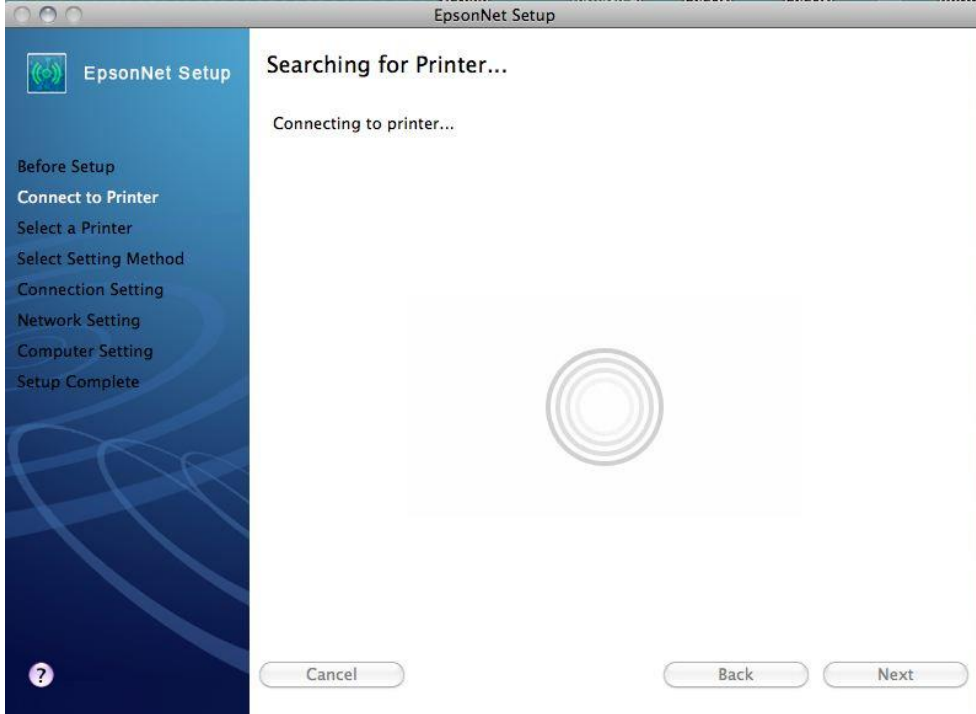 EpsonNet Setup
EpsonNet Setup
Before Setup
Connect to Printer
Select a Printer
Select Setting Method
Connection Setting
Network Setting
Computer Setting
Setup Complete
?
Searching for Printer...
Connecting to printer...
Cancel
Back
Next